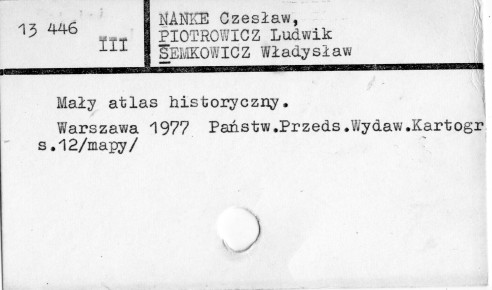 13 446
III
NANKE Czesław,
PIOTROWICZ Ludwik
SEMKOWICZ Władysław
Mały atlas historyczny.
Warszawa 1977 Państw.Przeds.Wydaw.Kartogr
s.12/mapy/